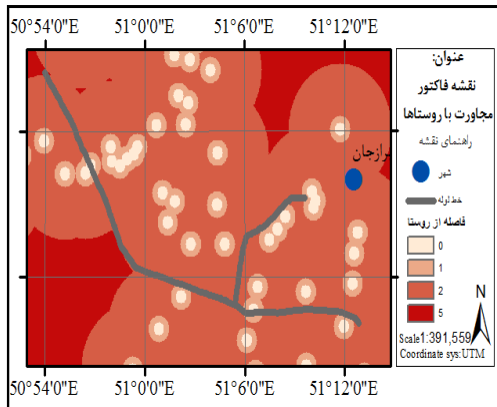 50°54'0"E 51°0'0"E 51°6'0"E 51°12'0"E
برازجان
عنوان:
نقشه فاکتور
مجاورت با روستاها
راهنمای نقشه
شهر
خط لوله
فاصله از روستا
0
1
2
5
N
Scale1:391,559
Coordinate sys:UTM
50°54'0"E 51°0'0"E 51°6'0"E 51°12'0"E